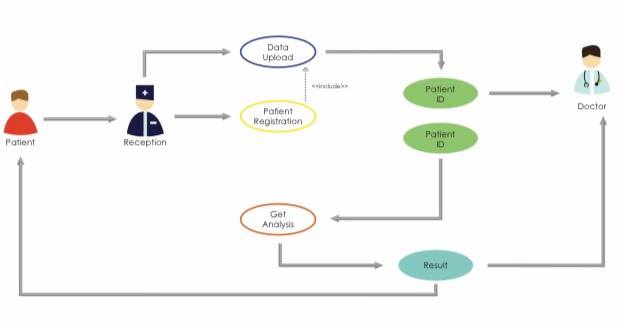 Data
Upload
<<include>>
Patient
ID
Doctor
Patient
Registration
Patient
Reception
Patient
ID
Get
Analysis
Result